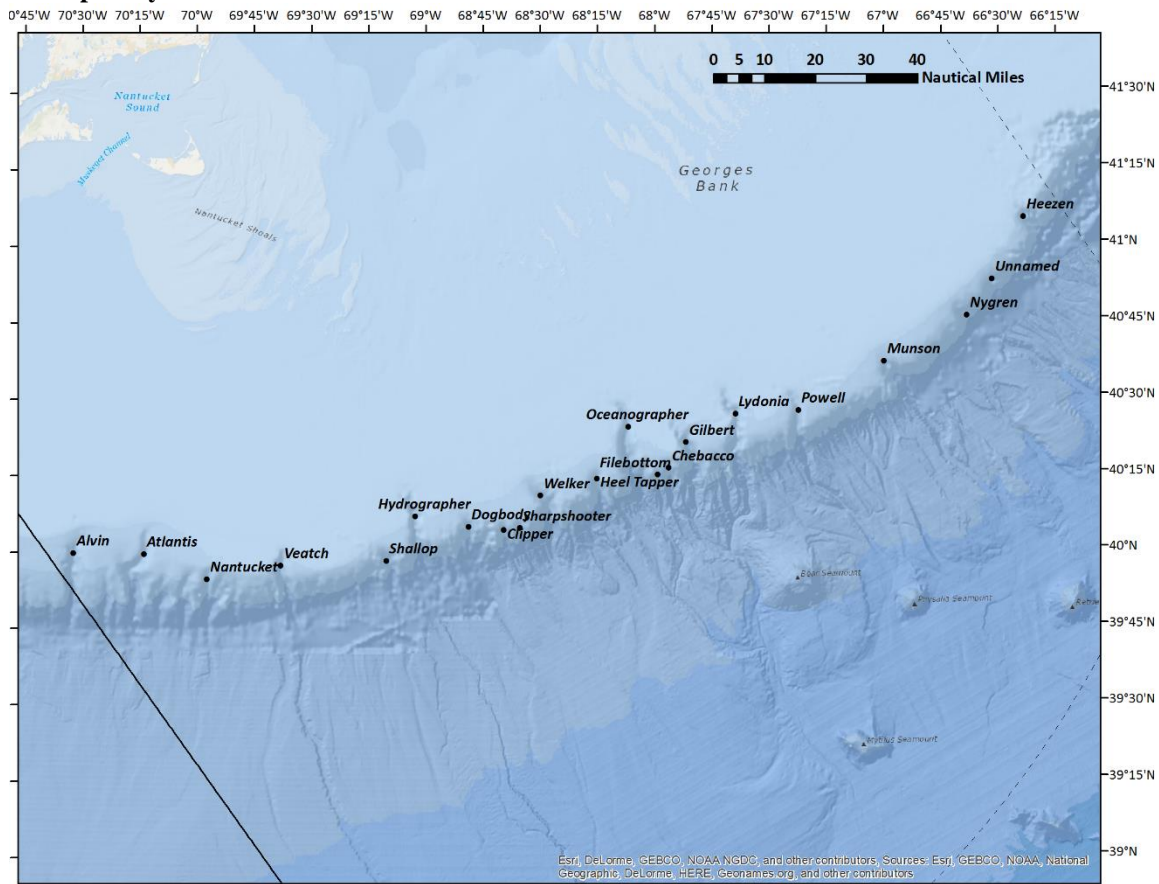 0°45'W 70°30'W 70°15'W 70°W 69°45'W 69°30'W 69°15'W 69°W 68°45'W 68°30'W 68°15'W 68°W 67°45'W 67°30'W 67°15'W 67°W 66°45'W 66°30'W 66°15'W
0 5 10 20 30 40
Nautical Miles
41°30'N
Nantucket
Sound
Muskeget Channel
41°15'N
Georges
Bank
Nantucket Shoals
Heezen
41°N
Unnamed
Nygren
40°45'N
Munson
40°30'N
Lydonia
Powell
Oceanographer
Gilbert
Chebacco
Filebottom
40°15'N
Heel Tapper
Welker
Hydrographer
Dogbody
Sharpshooter
Clipper
40°N
Alvin
Atlantis
Veatch
Shallop
Nantucket
Bear Seamount
Physalia Seamount
39°45'N
39°30'N
Mytilus Seamount
39°15'N
39°N
Esri, DeLorme, GEBCO, NOAA NGDC, and other contributors, Sources: Esri, GEBCO, NOAA, National
Geographic, DeLorme, HERE, Geonames.org, and other contributors